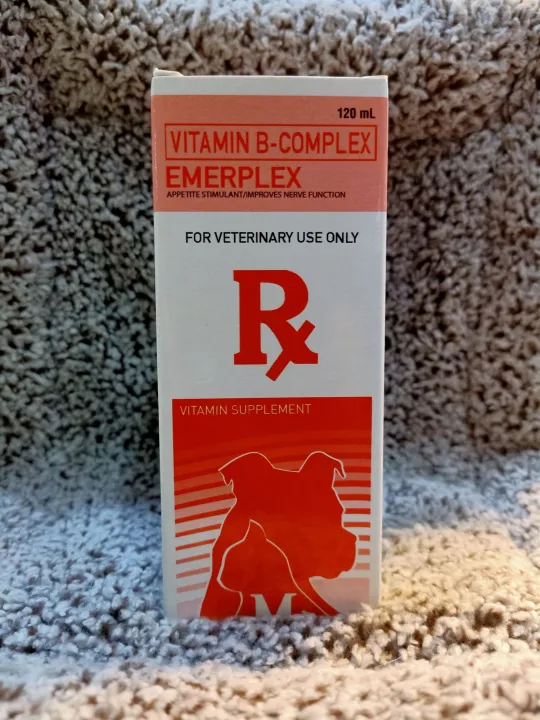 120 mL
VITAMIN B-COMPLEX
EMERPLEX
APPETITE STIMULANT/IMPROVES NERVE FUNCTION
FOR VETERINARY USE ONLY
Rx
VITAMIN SUPPLEMENT
M